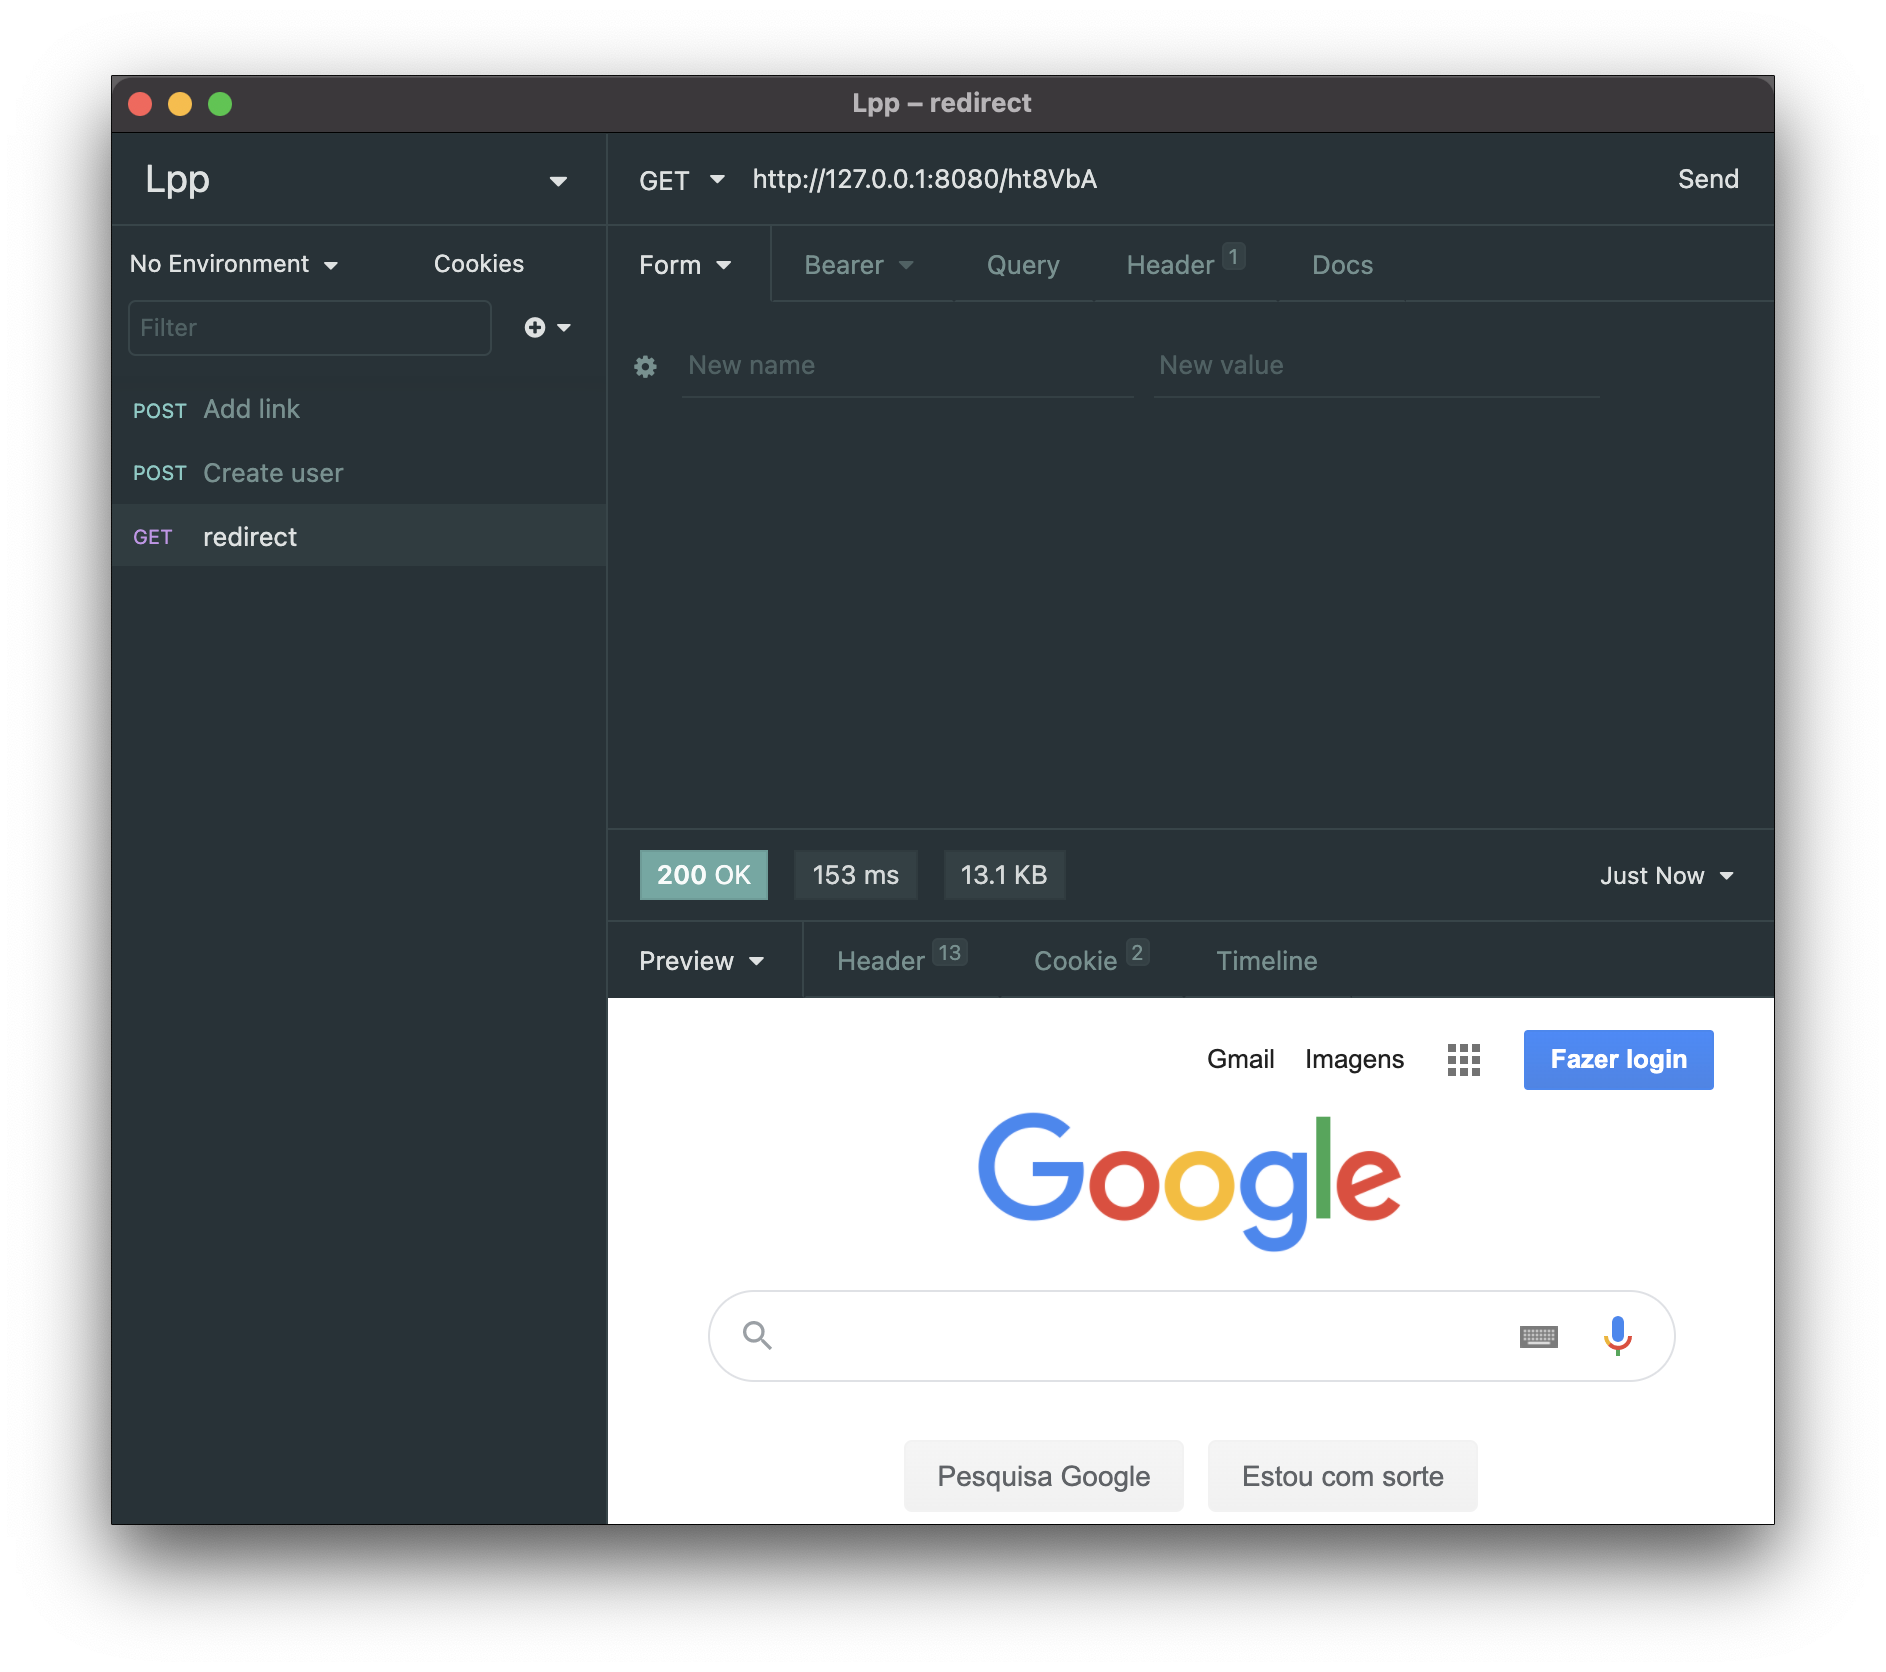 Lpp – redirect
Lpp
GET http://127.0.0.1:8080/ht8VbA Send
No Environment Cookies
Form Bearer Query Header 1 Docs
Filter
New name New value
POST Add link
POST Create user
GET redirect
200 OK 153 ms 13.1 KB Just Now
Preview Header 13 Cookie 2 Timeline
Gmail Imagens Fazer login
Google
Pesquisa Google Estou com sorte